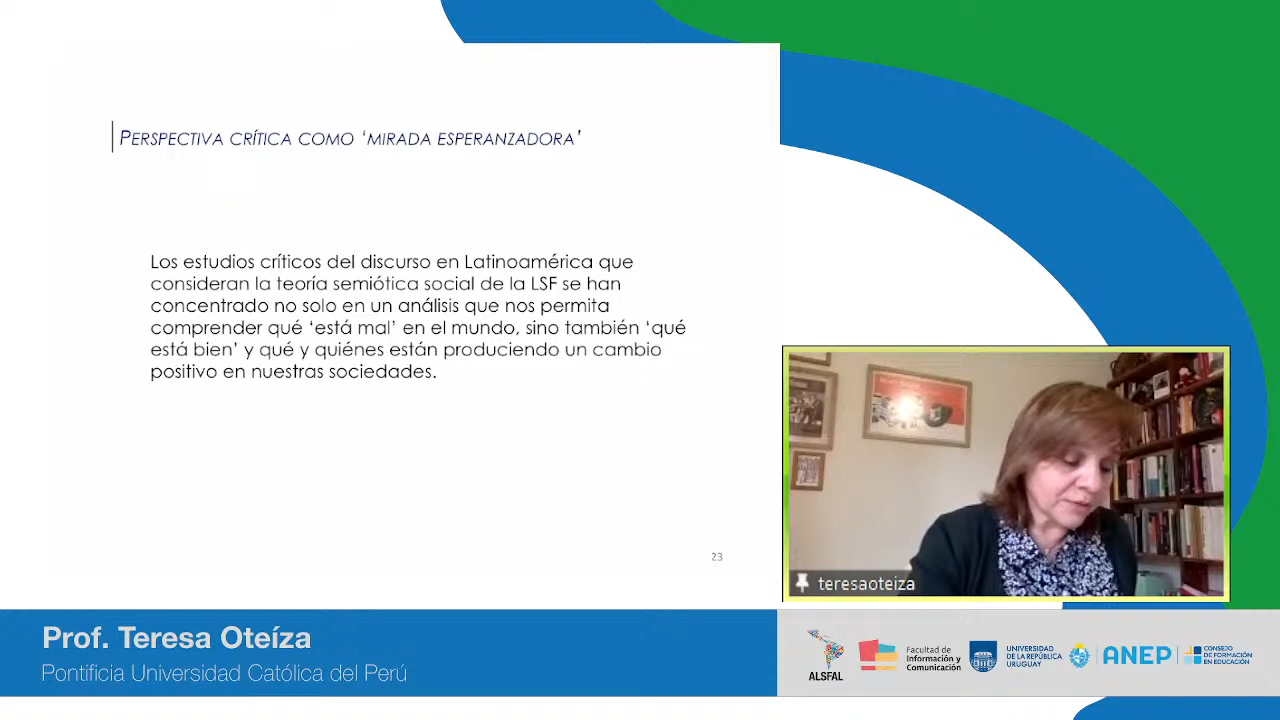 PERSPECTIVA CRÍTICA COMO ‘MIRADA ESPERANZADORA’
Los estudios críticos del discurso en Latinoamérica que
consideran la teoría semiótica social de la LSF se han
concentrado no solo en un análisis que nos permita
comprender qué ‘está mal’ en el mundo, sino también ‘qué
está bien’ y qué y quiénes están produciendo un cambio
positivo en nuestras sociedades.
23
teresaoteiza
Prof. Teresa Oteíza
Pontificia Universidad Católica del Perú
ALSFAL
Facultad de
Información y
Comunicación
UNIVERSIDAD
DE LA REPÚBLICA
URUGUAY
ANEP
CONSEJO
DE FORMACIÓN
EN EDUCACIÓN